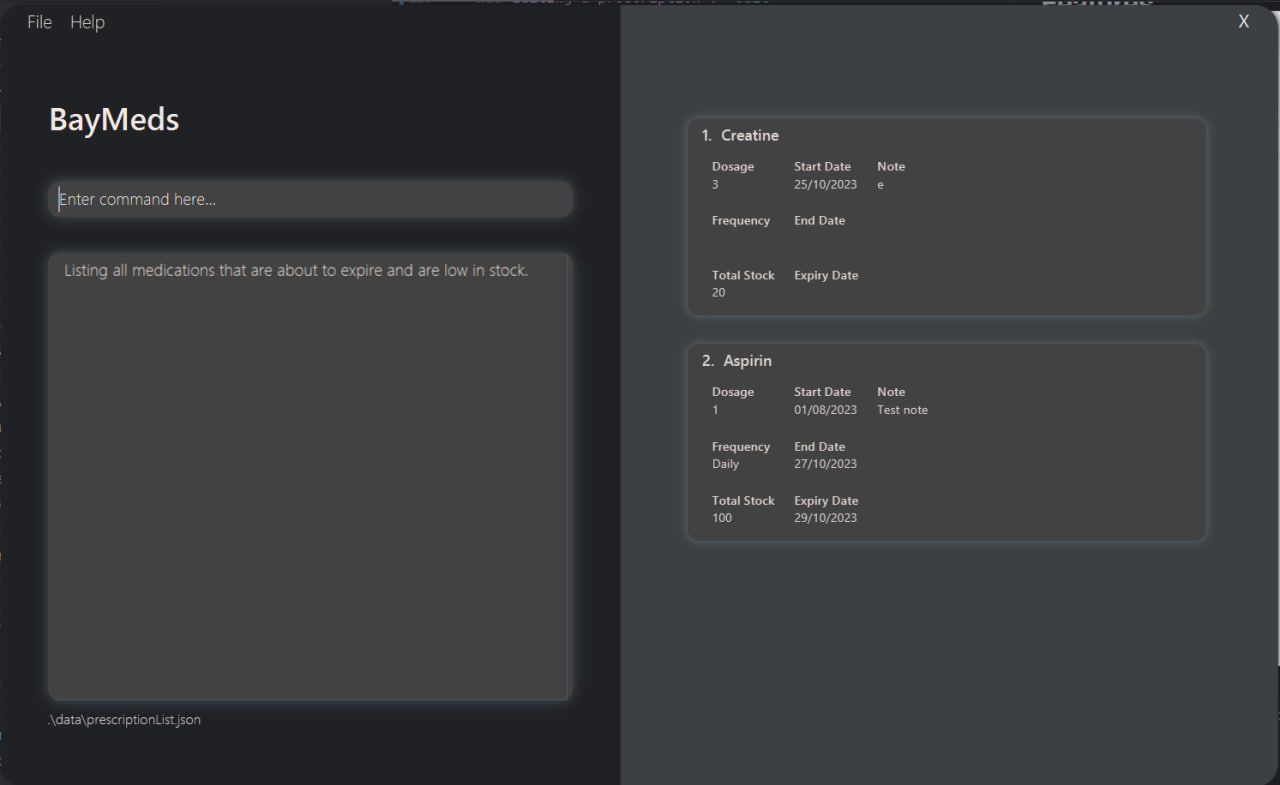 File Help
X
BayMeds
Enter command here...
Listing all medications that are about to expire and are low in stock.
.\data\prescriptionList.json
1. Creatine
Dosage Start Date Note
3 25/10/2023 e
Frequency End Date
Total Stock Expiry Date
20
2. Aspirin
Dosage Start Date Note
1 01/08/2023 Test note
Frequency End Date
Daily 27/10/2023
Total Stock Expiry Date
100 29/10/2023